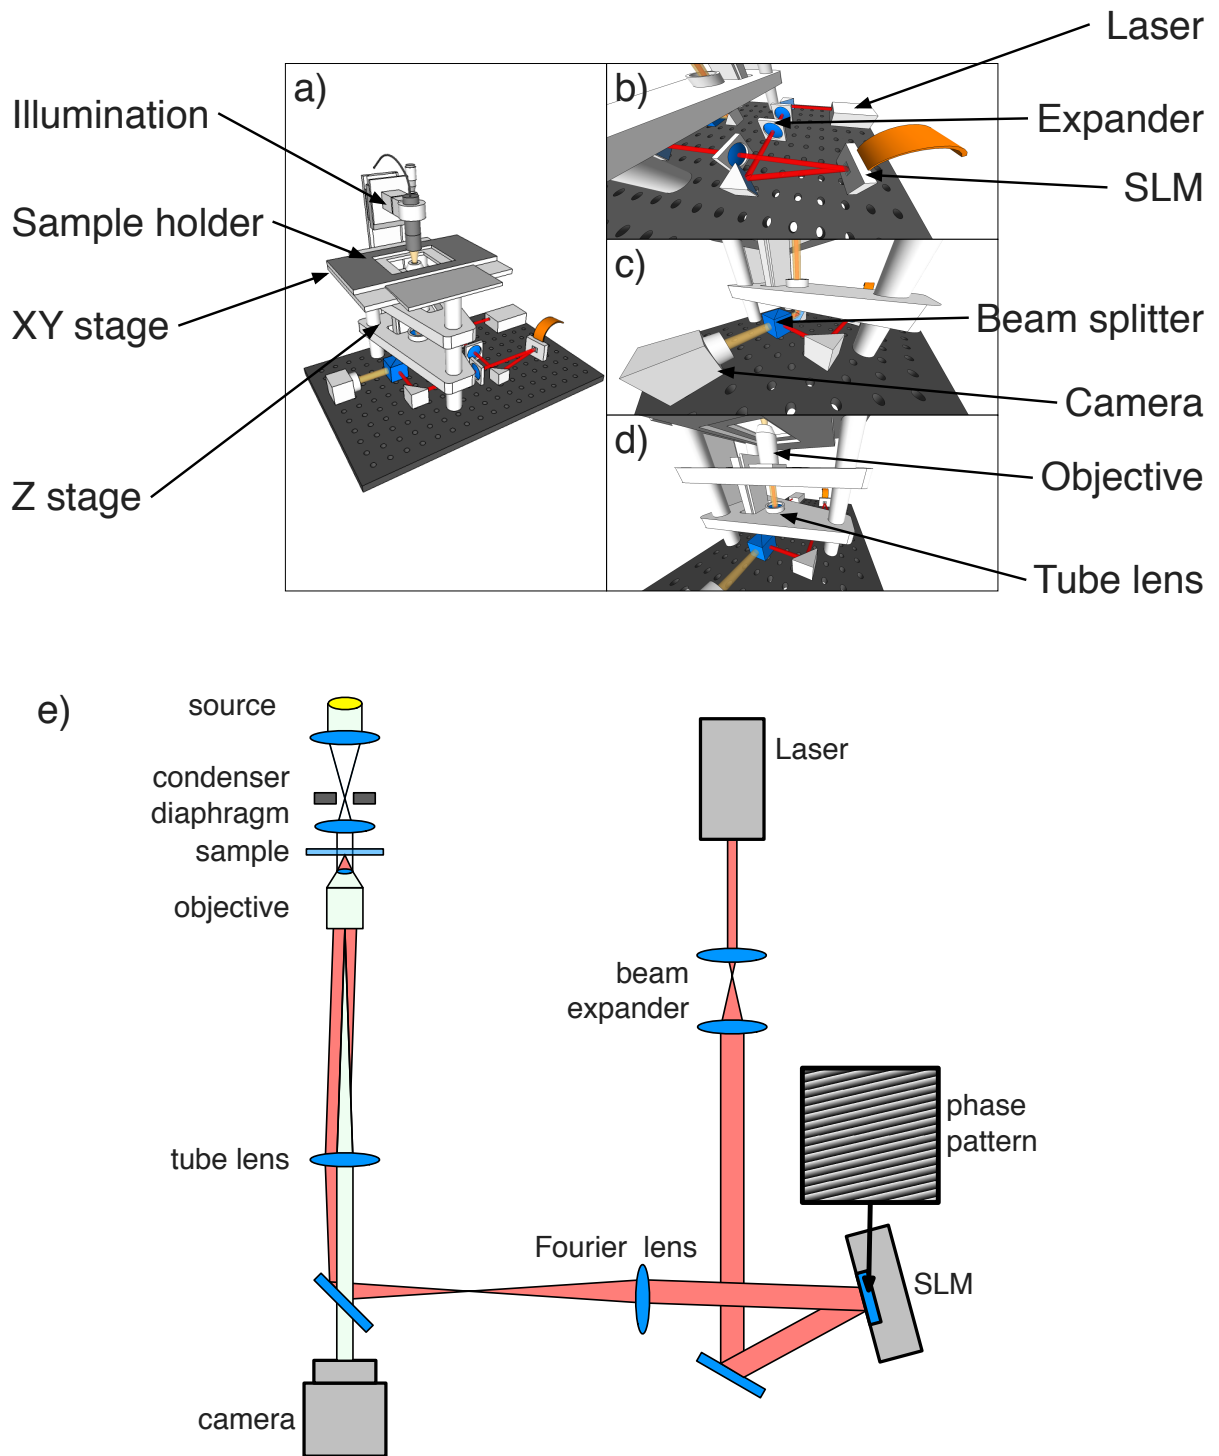 Laser
a)
b)
Illumination
Expander
SLM
Sample holder
c)
XY stage
Beam splitter
Camera
d)
Z stage
Objective
Tube lens
e)
source
Laser
condenser
diaphragm
sample
objective
beam
expander
phase
pattern
tube lens
Fourier lens
SLM
camera